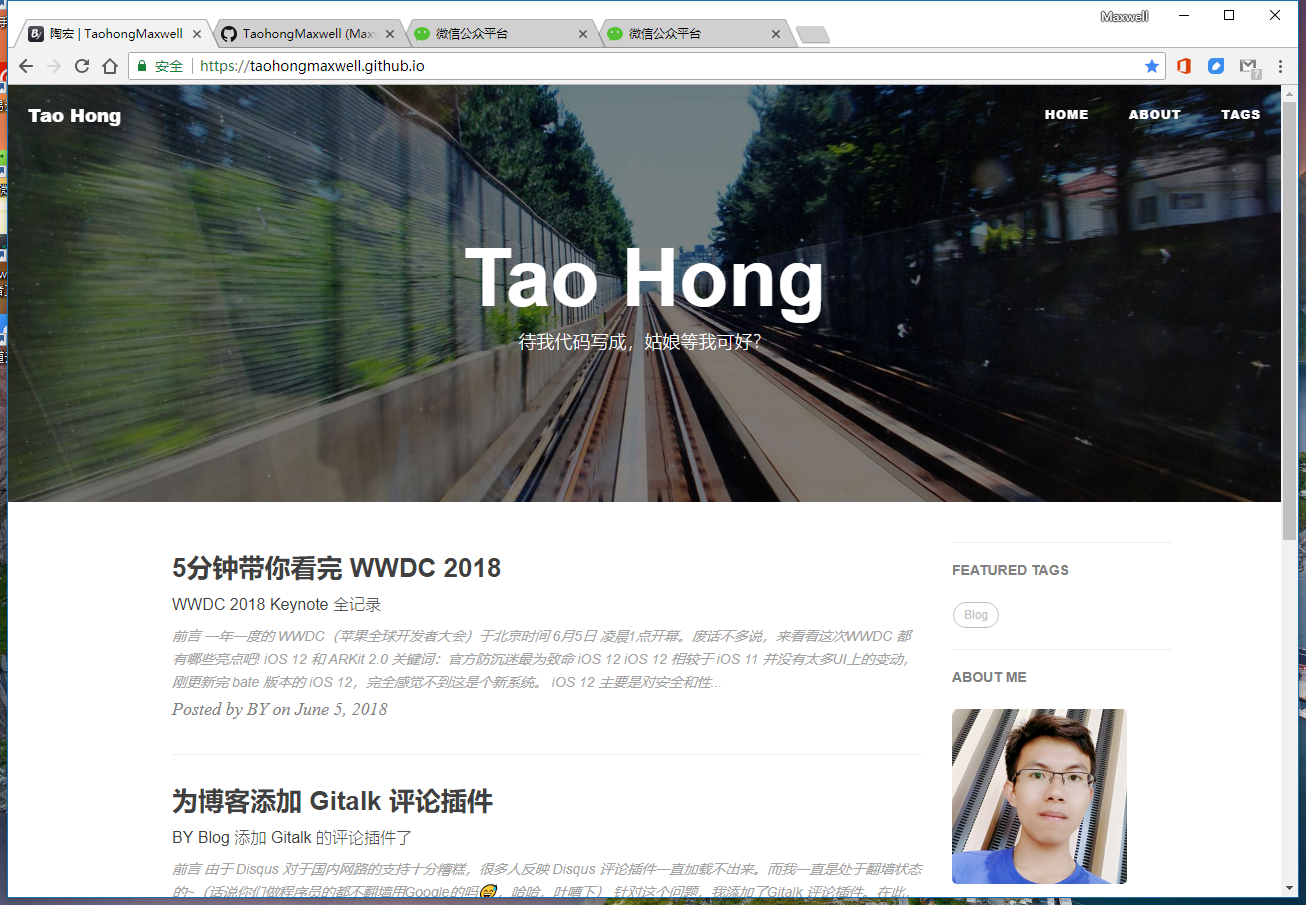 Maxwell
陶宏 | TaohongMaxwell
TaohongMaxwell (Max
微信公众平台
微信公众平台
安全
https://taohongmaxwell.github.io
Tao Hong
HOME
ABOUT
TAGS
Tao Hong
待我代码写成，姑娘等我可好？
5分钟带你看完 WWDC 2018
WWDC 2018 Keynote 全记录
前言 一年一度的 WWDC（苹果全球开发者大会）于北京时间 6月5日 凌晨1点开幕。废话不多说，来看看这次WWDC 都
有哪些亮点吧! iOS 12 和 ARKit 2.0 关键词：官方防沉迷最为致命 iOS 12 iOS 12 相较于 iOS 11 并没有太多UI上的变动，
刚更新完 bate 版本的 iOS 12，完全感觉不到这是个新系统。 iOS 12 主要是对安全和性...
Posted by BY on June 5, 2018
为博客添加 Gitalk 评论插件
BY Blog 添加 Gitalk 的评论插件了
前言 由于 Disqus 对于国内网路的支持十分糟糕，很多人反映 Disqus 评论插件一直加载不出来。而我一直是处于翻墙状态
的~（话说你们做程序员的都不翻墙用Google的吗😅，哈哈，吐嘈下） 针对这个问题，我添加了Gitalk 评论插件。在此，
FEATURED TAGS
Blog
ABOUT ME